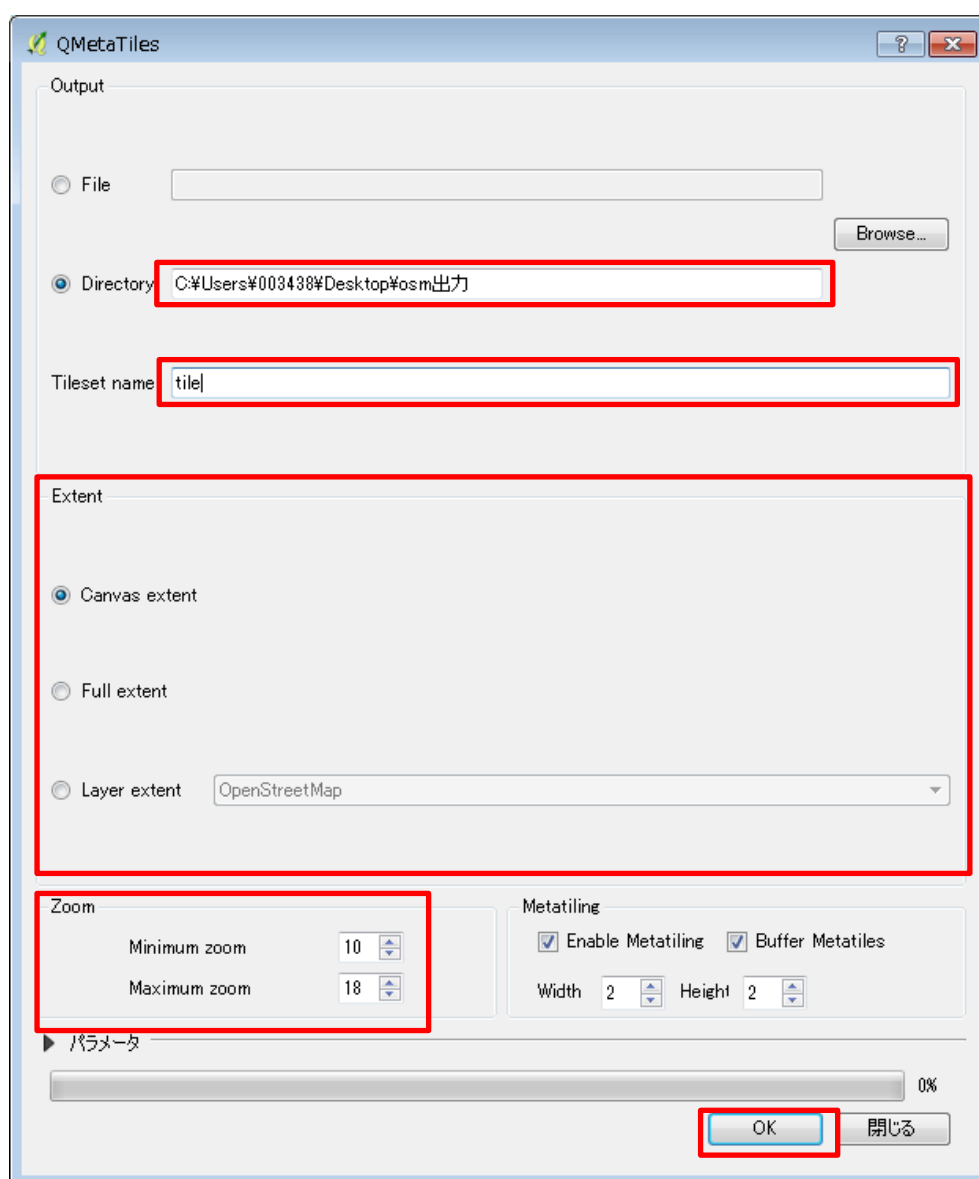 QMetaTiles
Output
File
Browse...
Directory C:¥Users¥003438¥Desktop¥osm出力
Tileset name tile
Extent
Canvas extent
Full extent
Layer extent OpenStreetMap
Zoom
Minimum zoom 10
Maximum zoom 18
Metatiling
Enable Metatiling Buffer Metatiles
Width 2 Height 2
パラメータ
0%
OK 閉じる